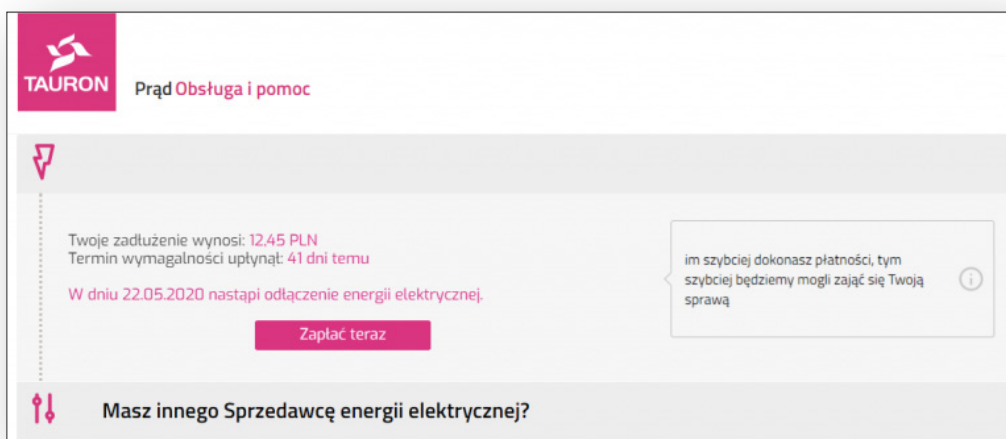 TAURON
Prąd Obsługa i pomoc
Twoje zadłużenie wynosi: 12,45 PLN
Termin wymagalności upłynął: 41 dni temu
W dniu 22.05.2020 nastąpi odłączenie energii elektrycznej.
Zapłać teraz
im szybciej dokonasz płatności, tym
szybciej będziemy mogli zająć się Twoją
sprawą
Masz innego Sprzedawcę energii elektrycznej?